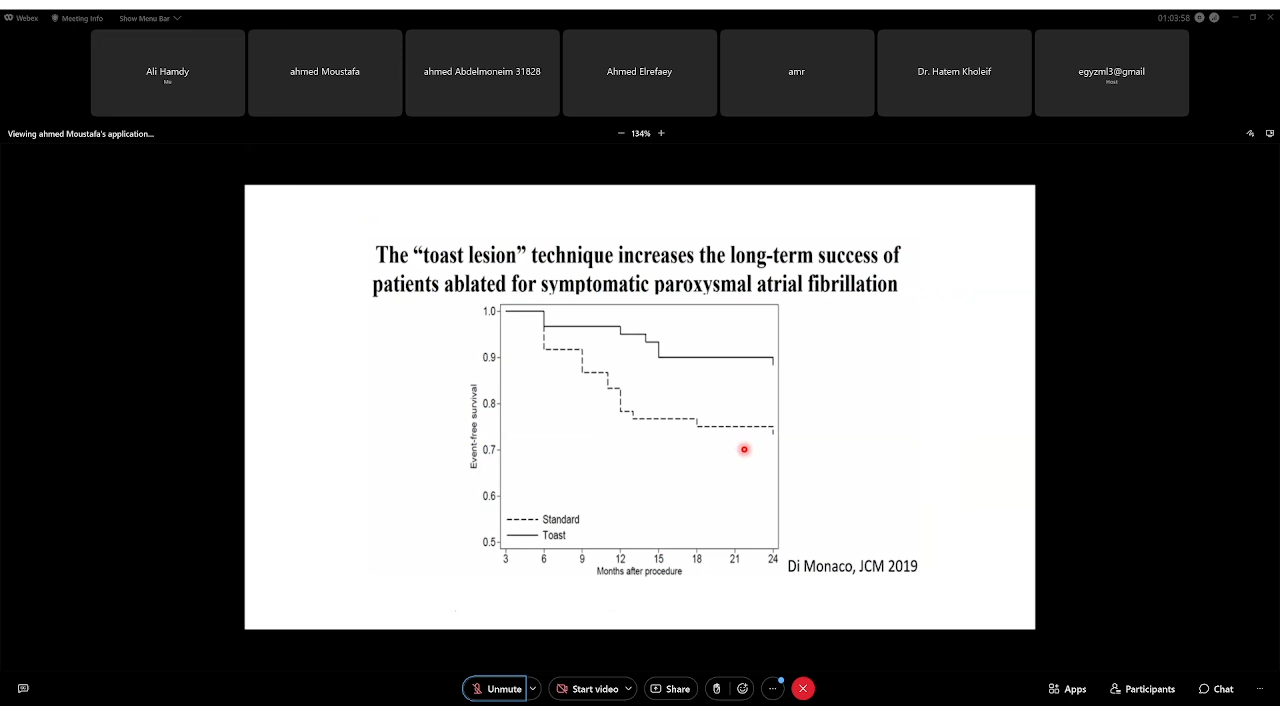 Webex
Meeting Info
Show Menu Bar
01:03:58
Ali Hamdy
Me
ahmed Moustafa
ahmed Abdelmoneim 31828
Ahmed Elrefaey
amr
Dr. Hatem Kholeif
egyzml3@gmail
Host
Viewing ahmed Moustafa's application...
134%
The “toast lesion” technique increases the long-term success of
patients ablated for symptomatic paroxysmal atrial fibrillation
1.0
0.9
0.8
0.7
0.6
0.5
Event-free survival
Standard
Toast
3 6 9 12 15 18 21 24
Months after procedure
Di Monaco, JCM 2019
Unmute
Start video
Share
Apps
Participants
Chat